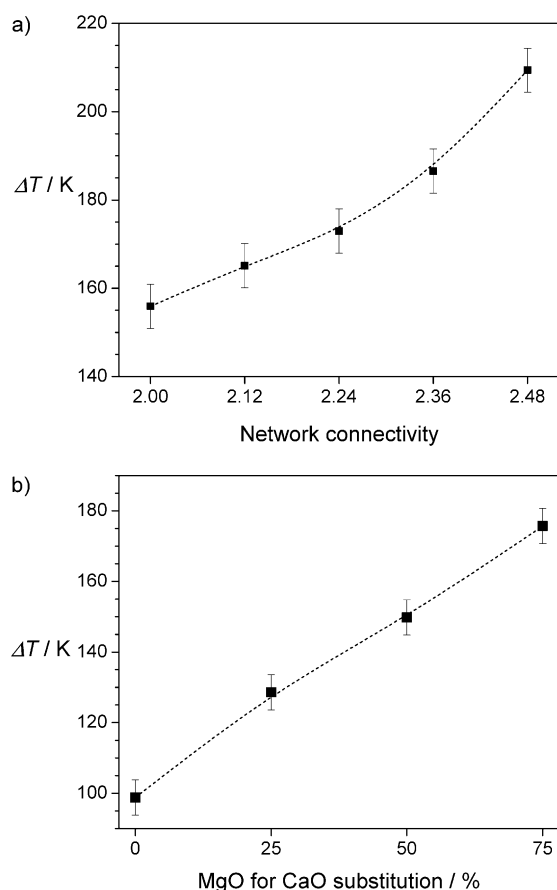 a)
220
200
ΔT / K
180
160
140
2.00 2.12 2.24 2.36 2.48
Network connectivity
b)
180
160
ΔT / K
140
120
100
0 25 50 75
MgO for CaO substitution / %